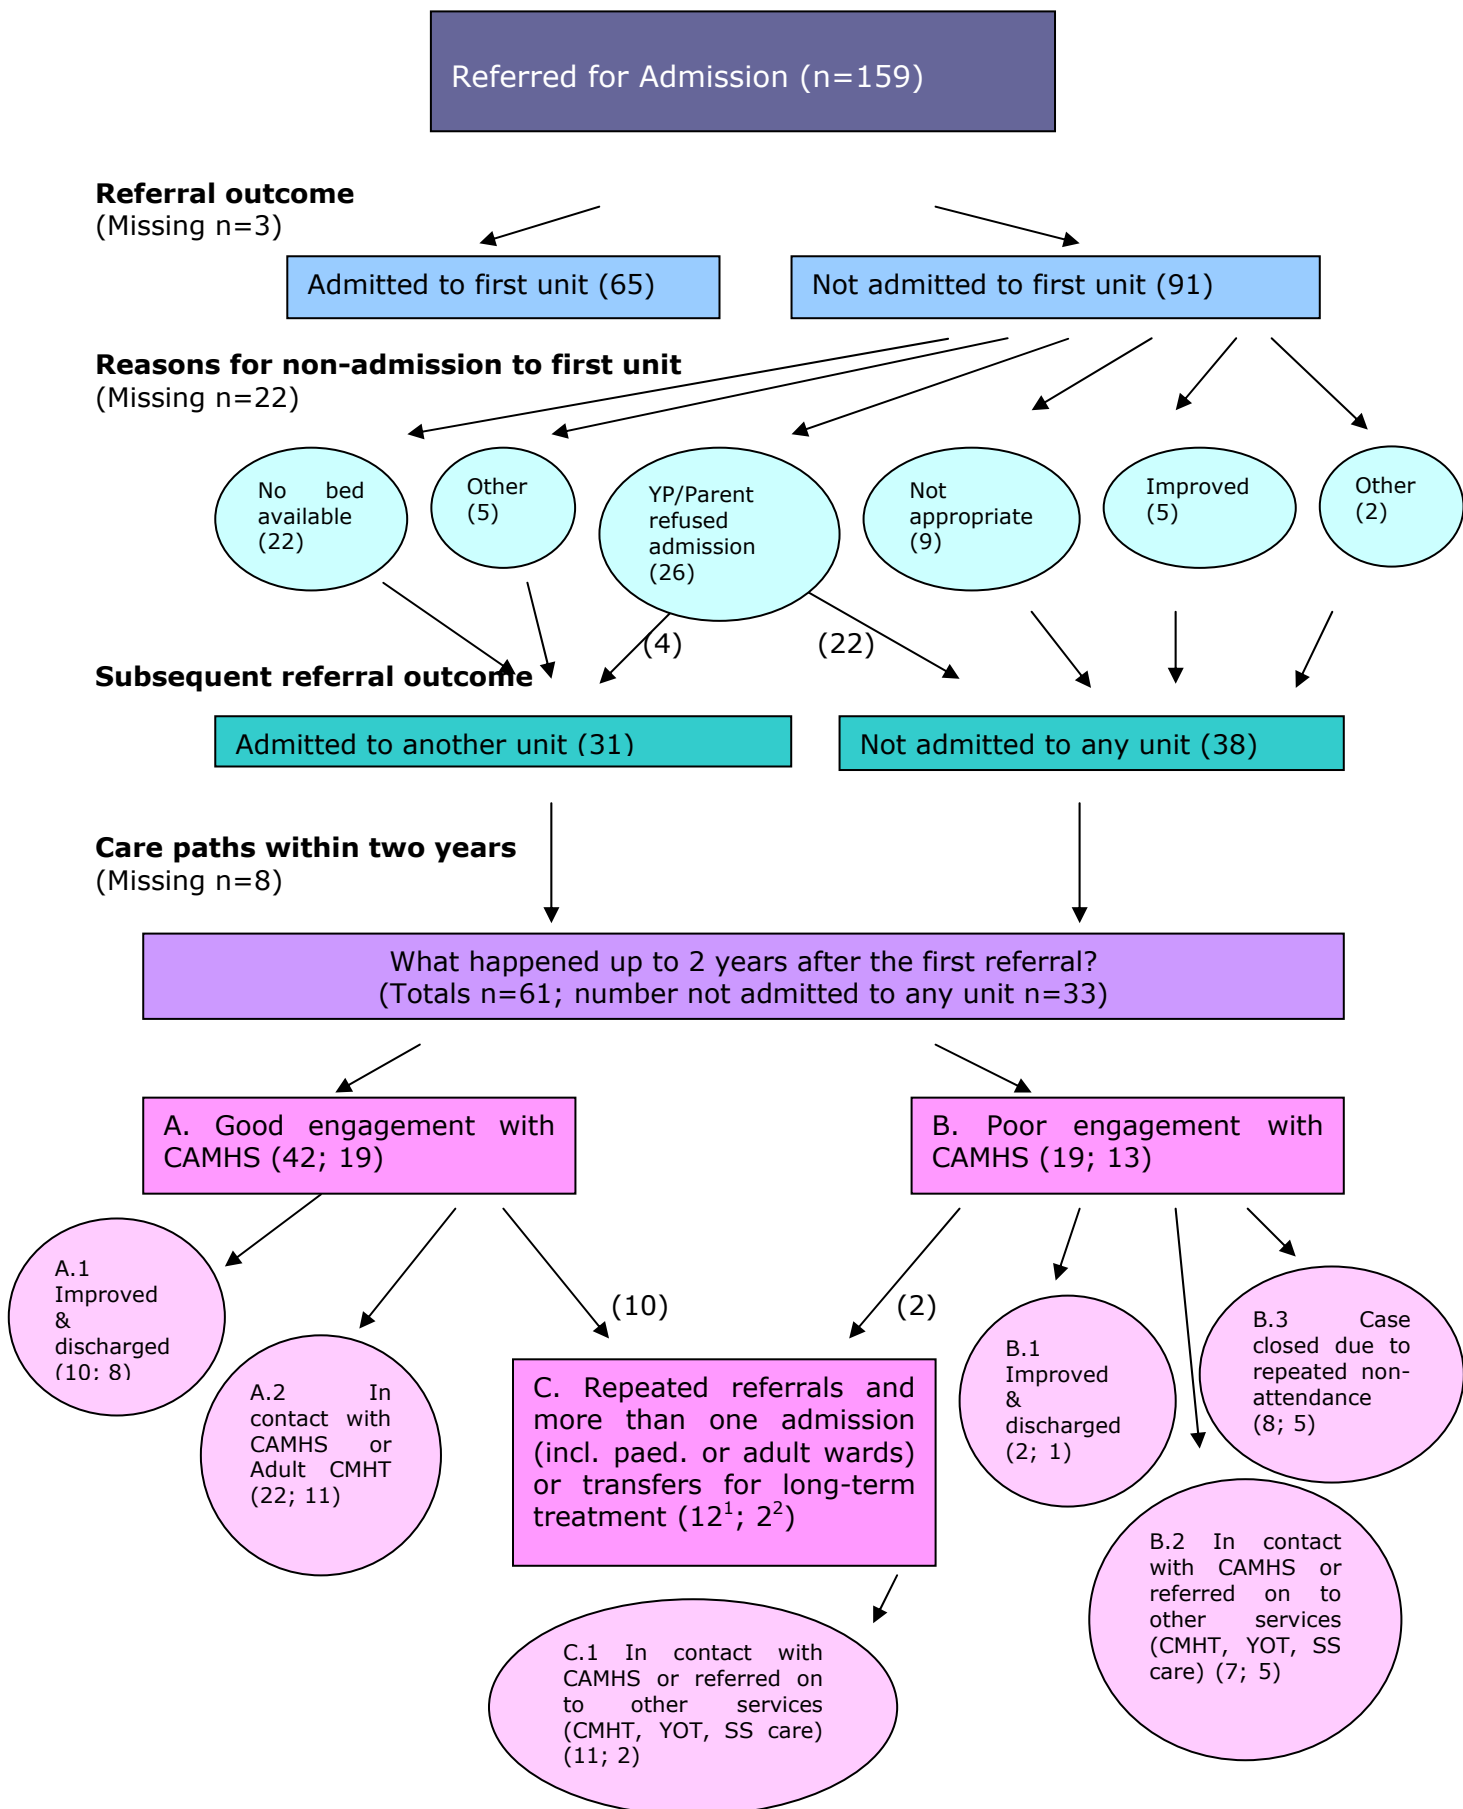 Referred for Admission (n=159)
Referral outcome
(Missing n=3)
Admitted to first unit (65)
Not admitted to first unit (91)
Reasons for non-admission to first unit
(Missing n=22)
No bed
available
(22)
Other
(5)
YP/Parent
refused
admission
(26)
Not
appropriate
(9)
Improved
(5)
Other
(2)
(4)
(22)
Subsequent referral outcome
Admitted to another unit (31)
Not admitted to any unit (38)
Care paths within two years
(Missing n=8)
What happened up to 2 years after the first referral?
(Totals n=61; number not admitted to any unit n=33)
A. Good engagement with
CAMHS (42; 19)
B. Poor engagement with
CAMHS (19; 13)
A.1
Improved
&
discharged
(10; 8)
A.2 In
contact with
CAMHS or
Adult CMHT
(22; 11)
(10)
(2)
C. Repeated referrals and
more than one admission
(incl. paed. or adult wards)
or transfers for long-term
treatment (12¹; 2²)
B.1
Improved
&
discharged
(2; 1)
B.3 Case
closed due to
repeated non-
attendance
(8; 5)
B.2 In contact
with CAMHS or
referred on to
other services
(CMHT, YOT, SS
care) (7; 5)
C.1 In contact with
CAMHS or referred on
to other services
(CMHT, YOT, SS care)
(11; 2)